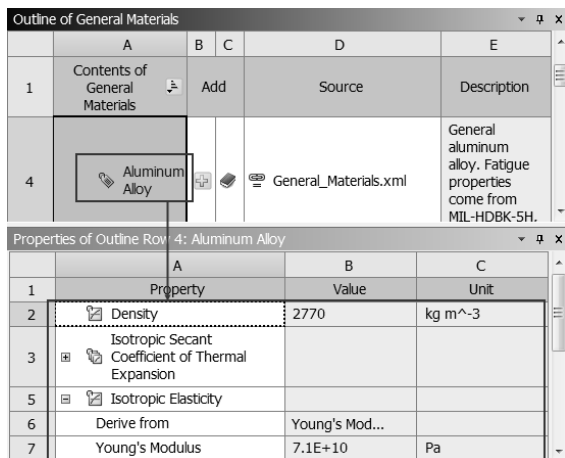 Outline of General Materials
A B C D E
1 Contents of General Materials Add Source Description
4 Aluminum Alloy General_Materials.xml General aluminum alloy. Fatigue properties come from MIL-HDBK-5H.
Properties of Outline Row 4: Aluminum Alloy
A B C
1 Property Value Unit
2 Density 2770 kg m^-3
3 Isotropic Secant Coefficient of Thermal Expansion
5 Isotropic Elasticity
6 Derive from Young's Mod...
7 Young's Modulus 7.1E+10 Pa